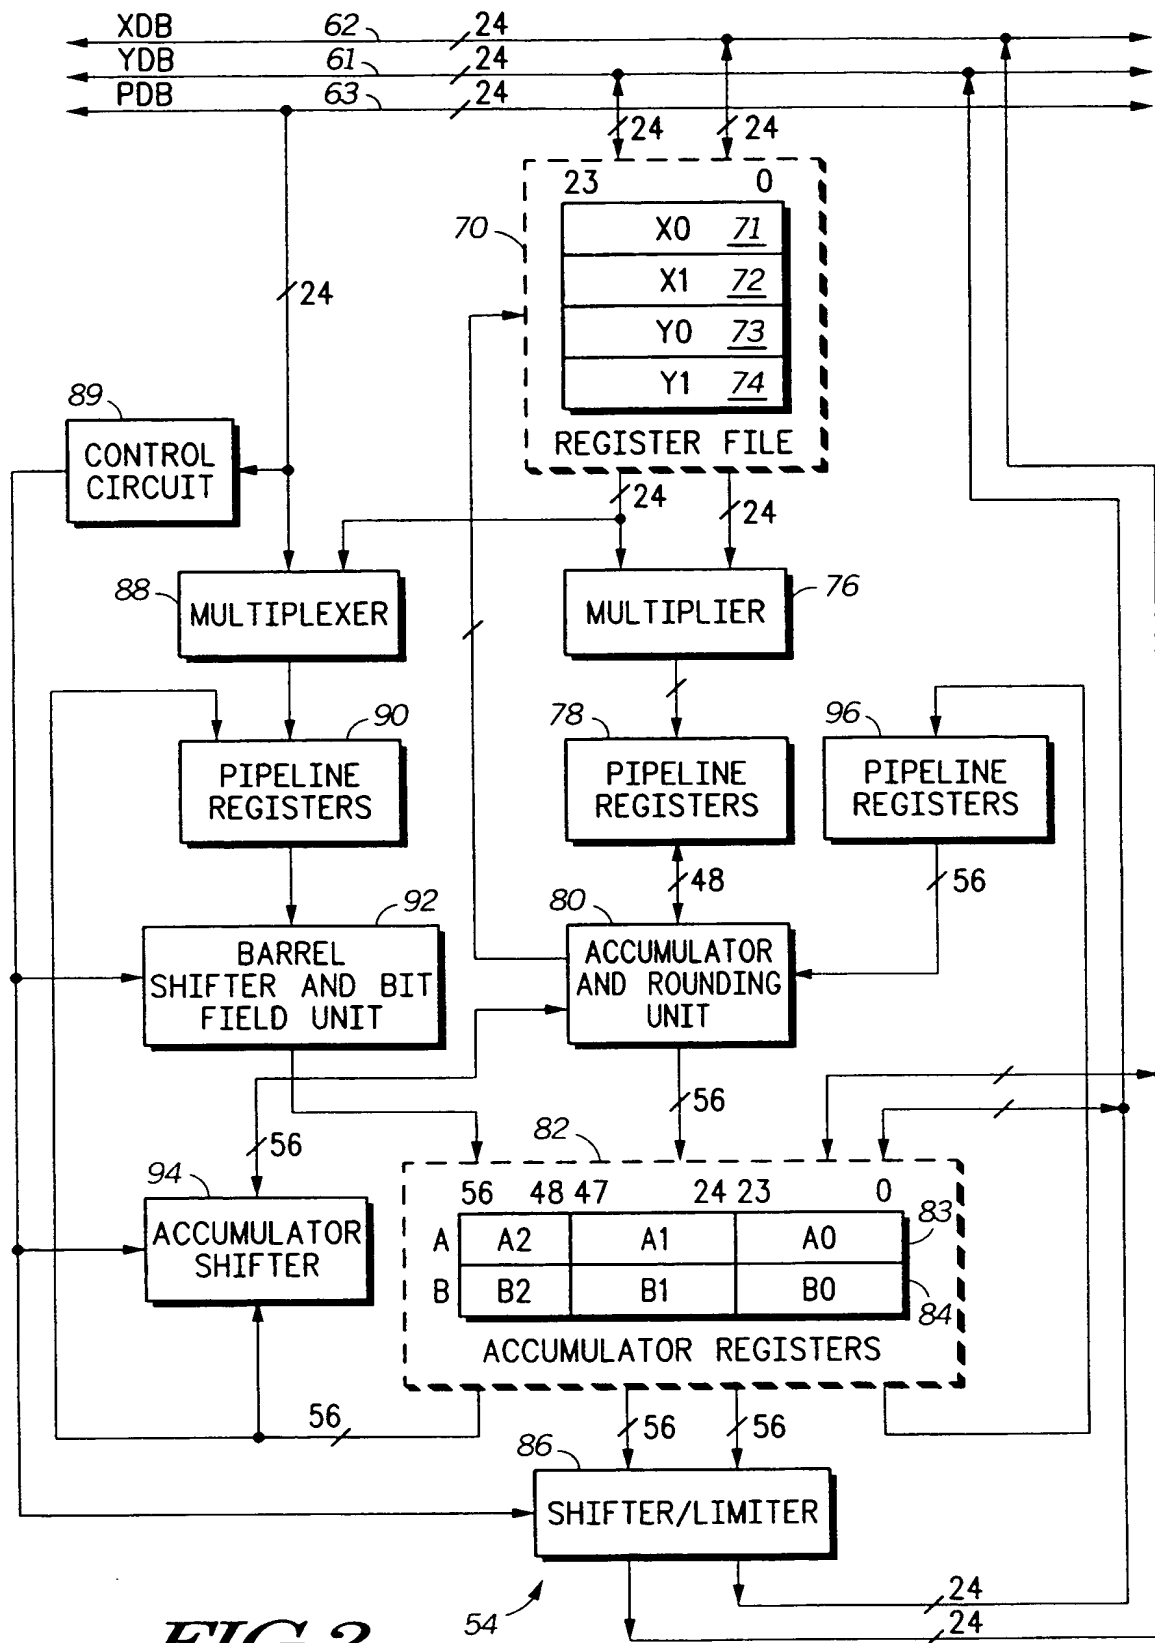 XDB 62 24
YDB 61 24
PDB 63 24
24 24
23 0
70
X0 71
X1 72
Y0 73
Y1 74
REGISTER FILE
24
89
CONTROL
CIRCUIT
24
24
88
MULTIPLEXER
MULTIPLIER
76
90
PIPELINE
REGISTERS
78
PIPELINE
REGISTERS
96
PIPELINE
REGISTERS
48
56
92
BARREL
SHIFTER AND BIT
FIELD UNIT
80
ACCUMULATOR
AND ROUNDING
UNIT
56
56
82
94
ACCUMULATOR
SHIFTER
56 48 47 24 23 0
A A2 A1 A0 83
B B2 B1 B0 84
ACCUMULATOR REGISTERS
56
56 56
86
SHIFTER/LIMITER
54
24
24
FIG.3